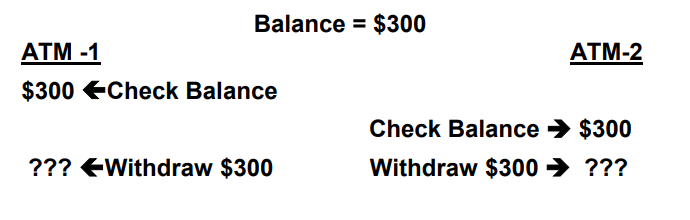 Balance = $300
ATM -1 ATM-2
$300 🡸Check Balance
Check Balance 🡺 $300
??? 🡸Withdraw $300 Withdraw $300 🡺 ???